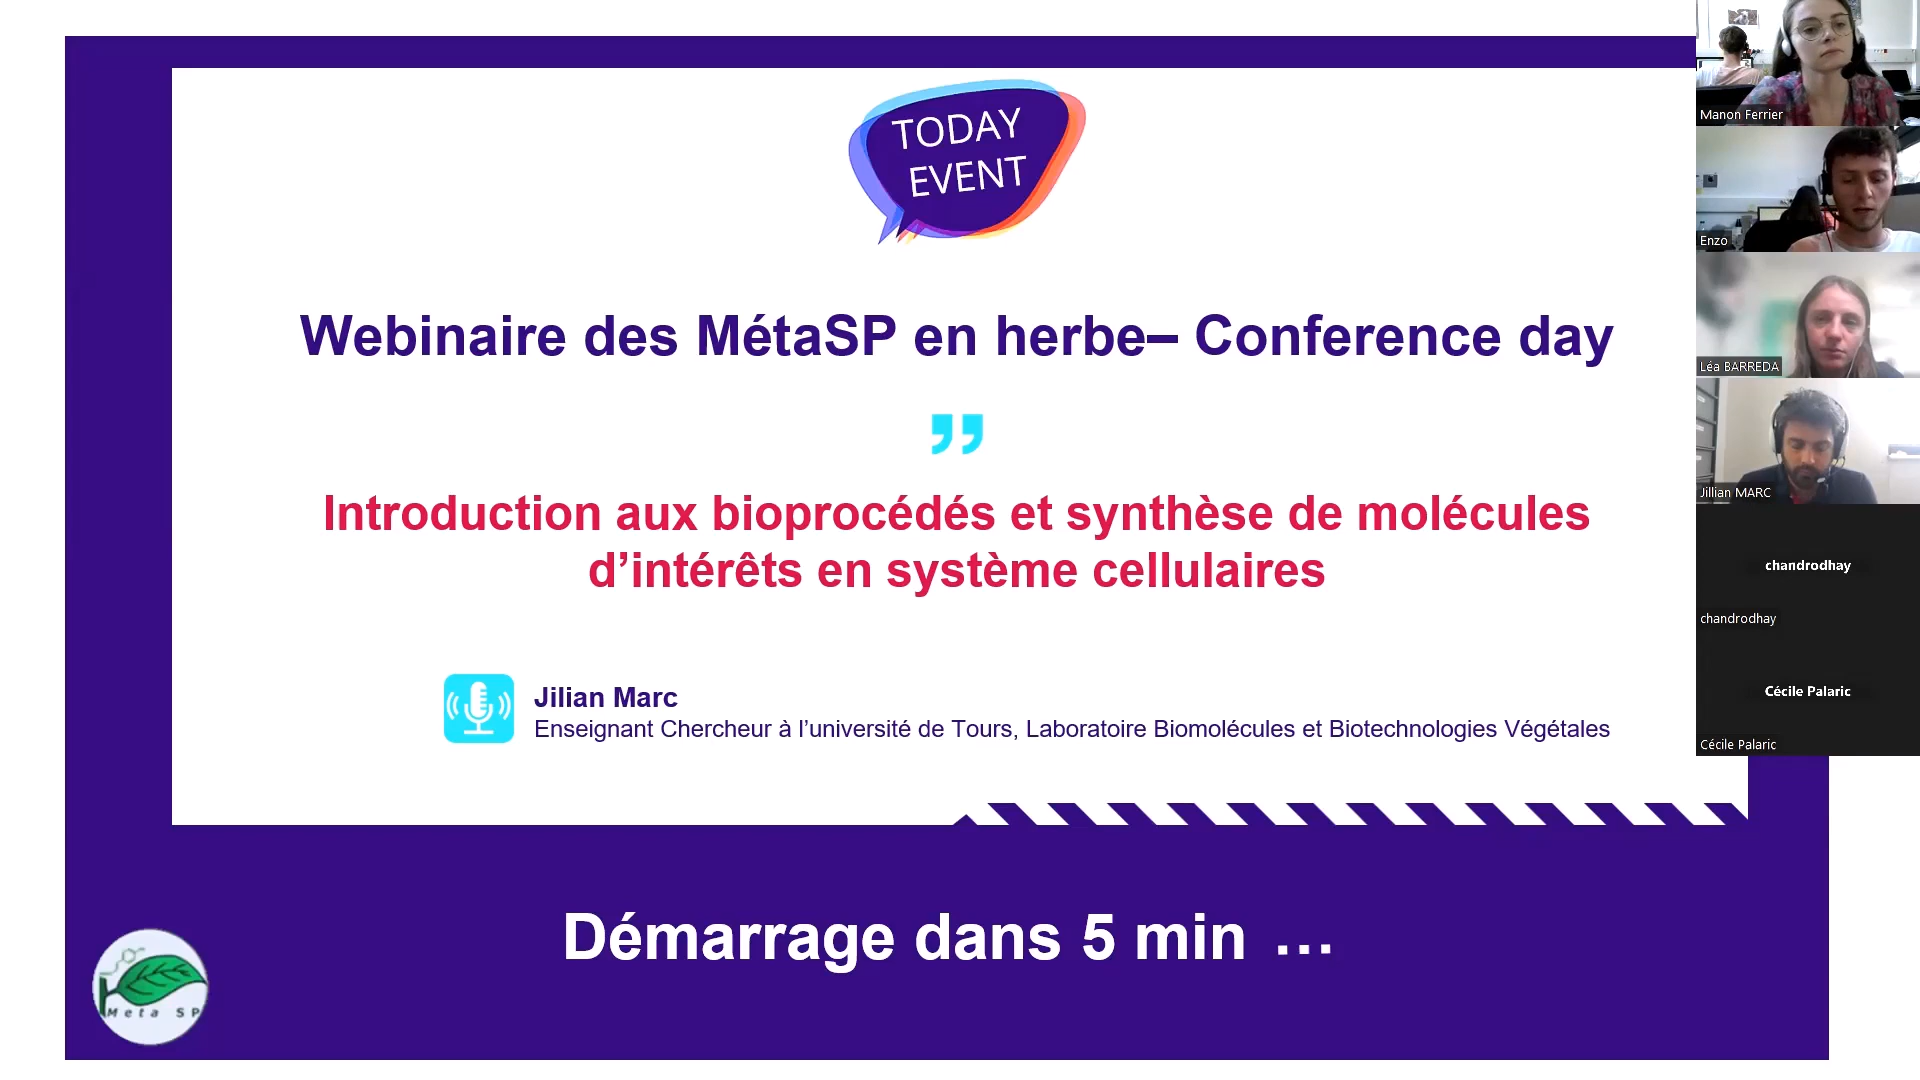 TODAY
EVENT
Webinaire des MétaSP en herbe– Conference day
”
Introduction aux bioprocédés et synthèse de molécules
d’intérêts en système cellulaires
Jilian Marc
Enseignant Chercheur à l’université de Tours, Laboratoire Biomolécules et Biotechnologies Végétales
Démarrage dans 5 min ...
Meta SP
Manon Ferrier
Enzo
Léa BARREDA
Jillian MARC
chandrodhay
chandrodhay
Cécile Palaric
Cécile Palaric